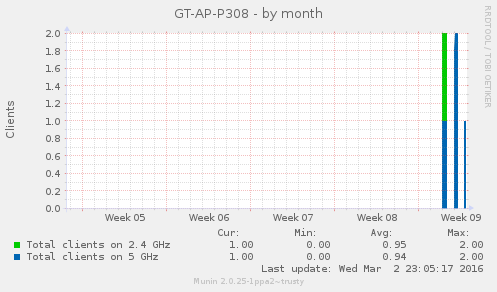 GT-AP-P308 - by month
RRDTOOL / TOBI OETIKER
Clients
2.0
1.8
1.6
1.4
1.2
1.0
0.8
0.6
0.4
0.2
0.0
Week 05 Week 06 Week 07 Week 08 Week 09
Cur: Min: Avg: Max:
Total clients on 2.4 GHz 1.00 0.00 0.95 2.00
Total clients on 5 GHz 1.00 0.00 0.94 2.00
Last update: Wed Mar 2 23:05:17 2016
Munin 2.0.25-1ppa2~trusty